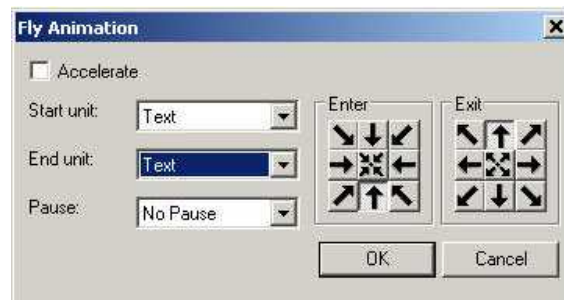 Fly Animation
Accelerate
Start unit: Text
End unit: Text
Pause: No Pause
Enter
Exit
OK
Cancel